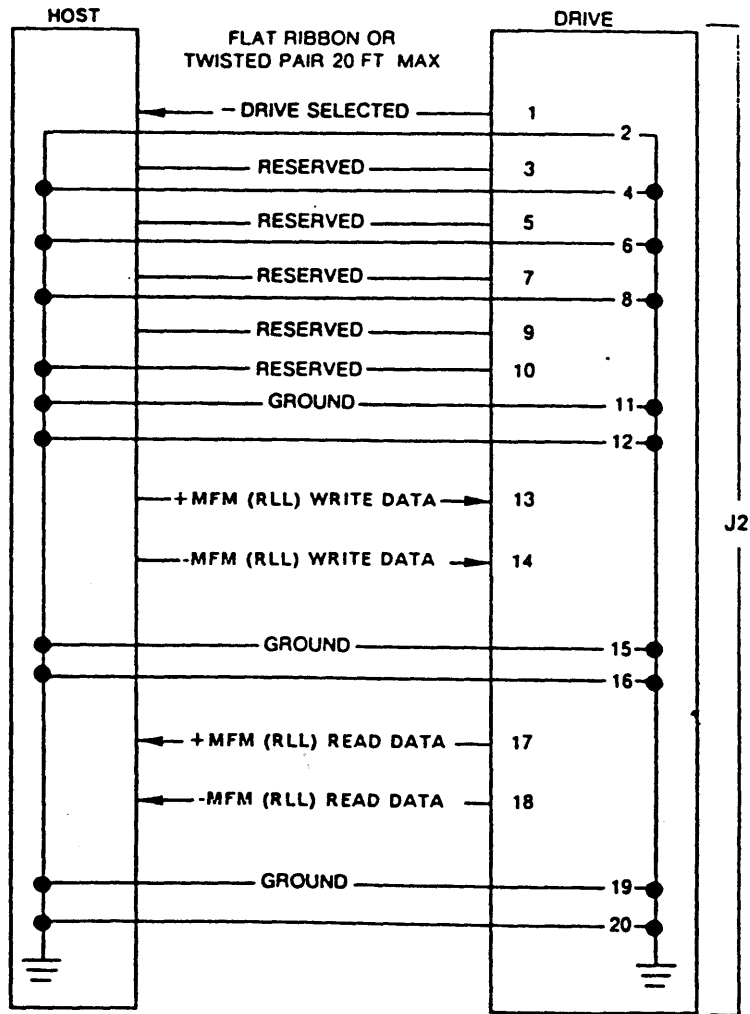 HOST
DRIVE
FLAT RIBBON OR
TWISTED PAIR 20 FT MAX
- DRIVE SELECTED 1
2
RESERVED 3
4
RESERVED 5
6
RESERVED 7
8
RESERVED 9
RESERVED 10
GROUND 11
12
+MFM (RLL) WRITE DATA 13
J2
-MFM (RLL) WRITE DATA 14
GROUND 15
16
+MFM (RLL) READ DATA 17
-MFM (RLL) READ DATA 18
GROUND 19
20